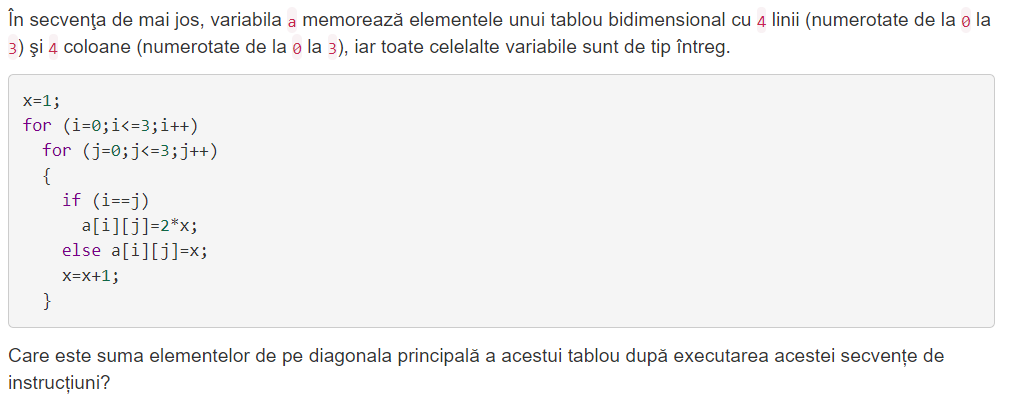 În secvenţa de mai jos, variabila a memorează elementele unui tablou bidimensional cu 4 linii (numerotate de la 0 la
3) şi 4 coloane (numerotate de la 0 la 3), iar toate celelalte variabile sunt de tip întreg.
x=1;
for (i=0;i<=3;i++)
  for (j=0;j<=3;j++)
  {
    if (i==j)
      a[i][j]=2*x;
    else a[i][j]=x;
    x=x+1;
  }
Care este suma elementelor de pe diagonala principală a acestui tablou după executarea acestei secvențe de
instrucțiuni?